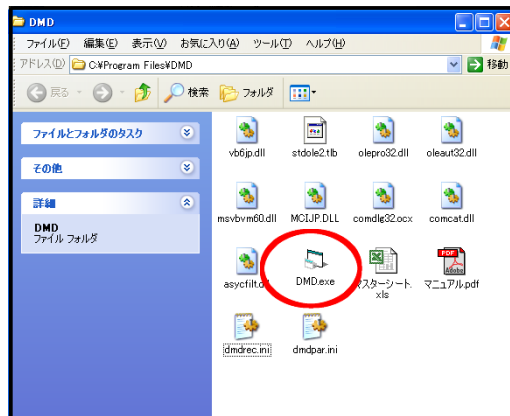 DMD
ファイル(F) 編集(E) 表示(V) お気に入り(A) ツール(T) ヘルプ(H)
アドレス(D) C:¥Program Files¥DMD 移動
戻る 検索 フォルダ
ファイルとフォルダのタスク
その他
詳細
DMD
ファイル フォルダ
vb6jp.dll stdole2.tlb olepro32.dll oleaut32.dll
msvbvm60.dll MCIJP.DLL comdlg32.ocx comcat.dll
asycfilt.d DMD.exe マスターシート.xls PDF Adobe マニュアル.pdf
dmdrec.ini dmdpar.ini